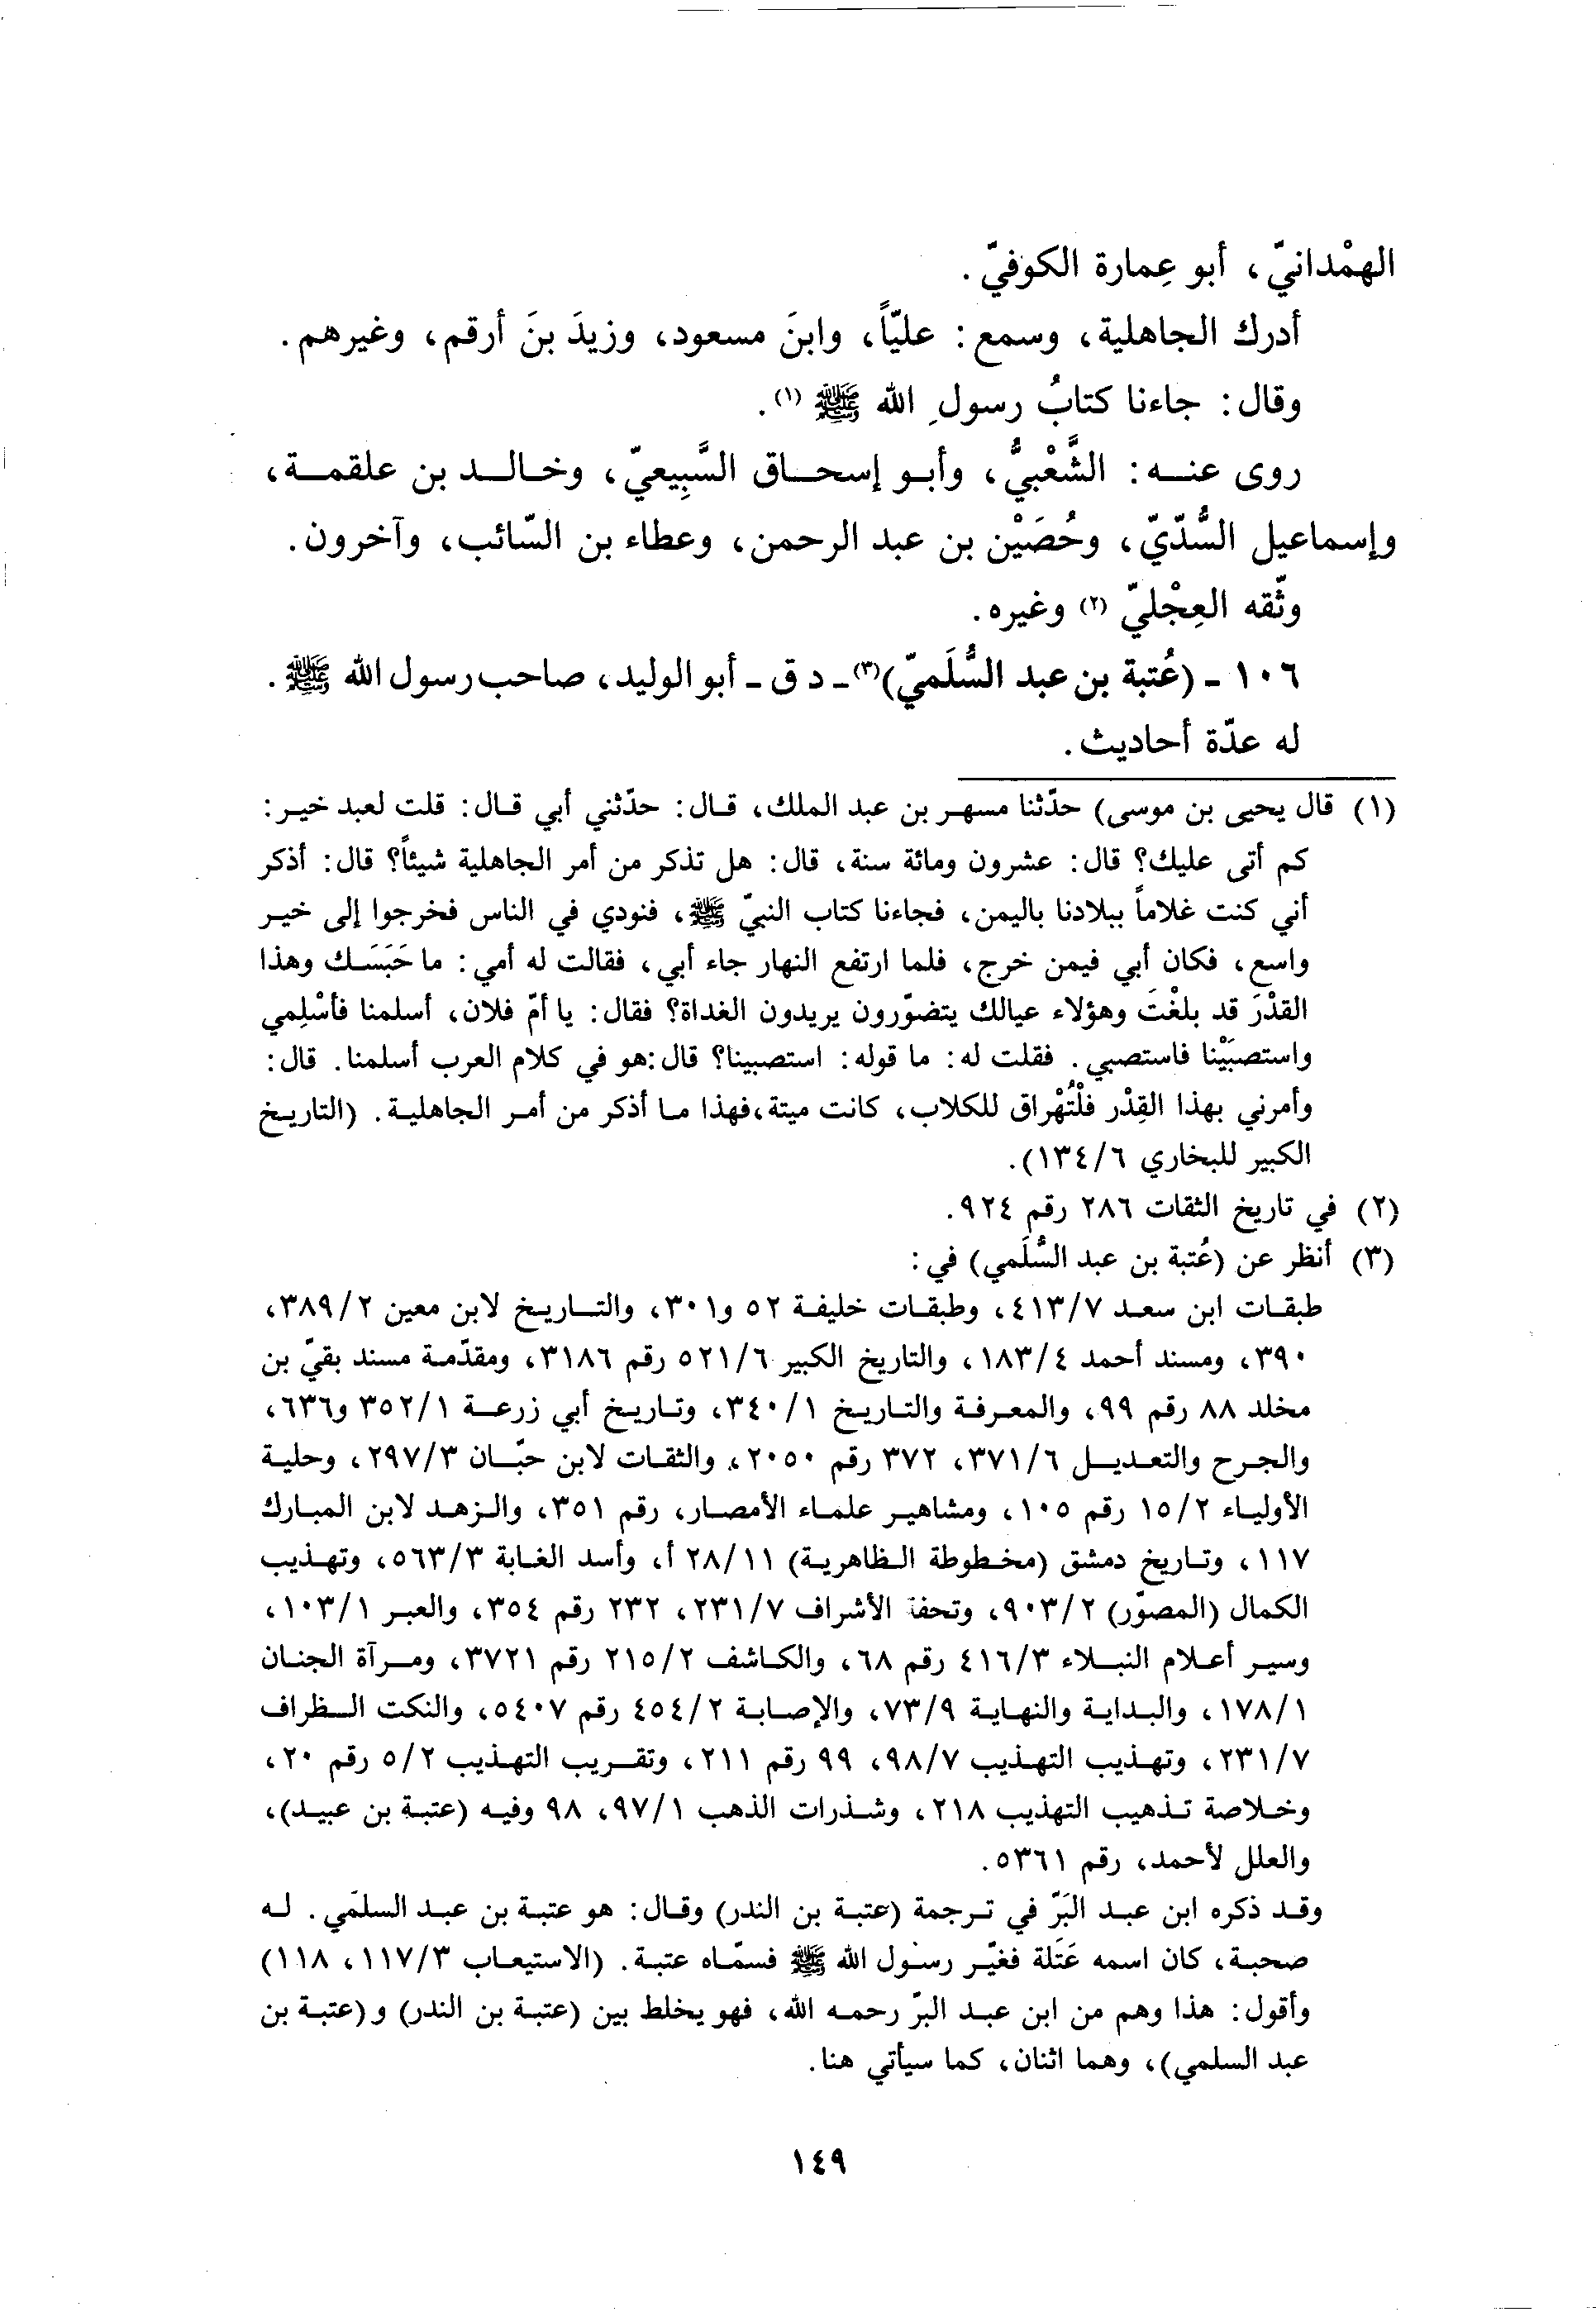 الهمْدانيّ، أبو عِمارة الكوفيّ.
أدرك الجاهلية، وسمع: عليّاً، وابنَ مسعود، وزيدَ بنَ أرقم، وغيرهم.
وقال: جاءنا كتابُ رسولِ الله ﷺ (١).
روى عنه: الشَّعْبيُّ، وأبو إسحاق السَّبِيعيّ، وخالد بن علقمة،
وإسماعيل السُّدّيّ، وحُصَيْن بن عبد الرحمن، وعطاء بن السّائب، وآخرون.
وثّقه العِجْليّ (٢) وغيره.
١٠٦ - (عُتبة بن عبد السُّلَميّ)(٣) - د ق - أبو الوليد، صاحب رسول الله ﷺ.
له عدّة أحاديث.
(١) قال يحيى بن موسى) حدّثنا مسهر بن عبد الملك، قال: حدّثني أبي قال: قلت لعبد خير:
كم أتى عليك؟ قال: عشرون ومائة سنة، قال: هل تذكر من أمر الجاهلية شيئاً؟ قال: أذكر
أني كنت غلاماً ببلادنا باليمن، فجاءنا كتاب النبيّ ﷺ، فنودي في الناس فخرجوا إلى خير
واسع، فكان أبي فيمن خرج، فلما ارتفع النهار جاء أبي، فقالت له أمي: ما حَبَسَك وهذا
القدْرَ قد بلغْتَ وهؤلاء عيالك يتضوّرون يريدون الغداة؟ فقال: يا أمّ فلان، أسلمنا فأسْلِمي
واستصبَيْنا فاستصبي. فقلت له: ما قوله: استصبينا؟ قال: هو في كلام العرب أسلمنا. قال:
وأمرني بهذا القِدْر فلْتُهْراق للكلاب، كانت ميتة، فهذا ما أذكر من أمر الجاهلية. (التاريخ
الكبير للبخاري ٦/١٣٤).
(٢) في تاريخ الثقات ٢٨٦ رقم ٩٢٤.
(٣) أنظر عن (عُتبة بن عبد السُّلَمي) في:
طبقات ابن سعد ٧/٤١٣، وطبقات خليفة ٥٢ و٣٠١، والتاريخ لابن معين ٢/٣٨٩،
٣٩٠، ومسند أحمد ٤/١٨٣، والتاريخ الكبير ٦/٥٢١ رقم ٣١٨٦، ومقدّمة مسند بقيّ بن
مخلد ٨٨ رقم ٩٩، والمعرفة والتاريخ ١/٣٤٠، وتاريخ أبي زرعة ١/٣٥٢ و٦٣٦،
والجرح والتعديل ٦/٣٧١، ٣٧٢ رقم ٢٠٥٠، والثقات لابن حبّان ٣/٢٩٧، وحلية
الأولياء ٢/١٥ رقم ١٠٥، ومشاهير علماء الأمصار، رقم ٣٥١، والزهد لابن المبارك
١١٧، وتاريخ دمشق (مخطوطة الظاهرية) ١١/٢٨ أ، وأسد الغابة ٣/٥٦٣، وتهذيب
الكمال (المصوّر) ٢/٩٠٣، وتحفة الأشراف ٧/٢٣١، ٢٣٢ رقم ٣٥٤، والعبر ١/١٠٣،
وسير أعلام النبلاء ٣/٤١٦ رقم ٦٨، والكاشف ٢/٢١٥ رقم ٣٧٢١، ومرآة الجنان
١/١٧٨، والبداية والنهاية ٩/٧٣، والإصابة ٢/٤٥٤ رقم ٥٤٠٧، والنكت الظراف
٧/٢٣١، وتهذيب التهذيب ٧/٩٨، ٩٩ رقم ٢١١، وتقريب التهذيب ٢/٥ رقم ٢٠،
وخلاصة تذهيب التهذيب ٢١٨، وشذرات الذهب ١/٩٧، ٩٨ وفيه (عتبة بن عبيد)،
والعلل لأحمد، رقم ٥٣٦١.
وقد ذكره ابن عبد البَرّ في ترجمة (عتبة بن الندر) وقال: هو عتبة بن عبد السلمَي. له
صحبة، كان اسمه عَتَلة فغيّر رسول الله ﷺ فسمّاه عتبة. (الاستيعاب ٣/١١٧، ١١٨)
وأقول: هذا وهم من ابن عبد البرّ رحمه الله، فهو يخلط بين (عتبة بن الندر) و(عتبة بن
عبد السلمي)، وهما اثنان، كما سيأتي هنا.
١٤٩